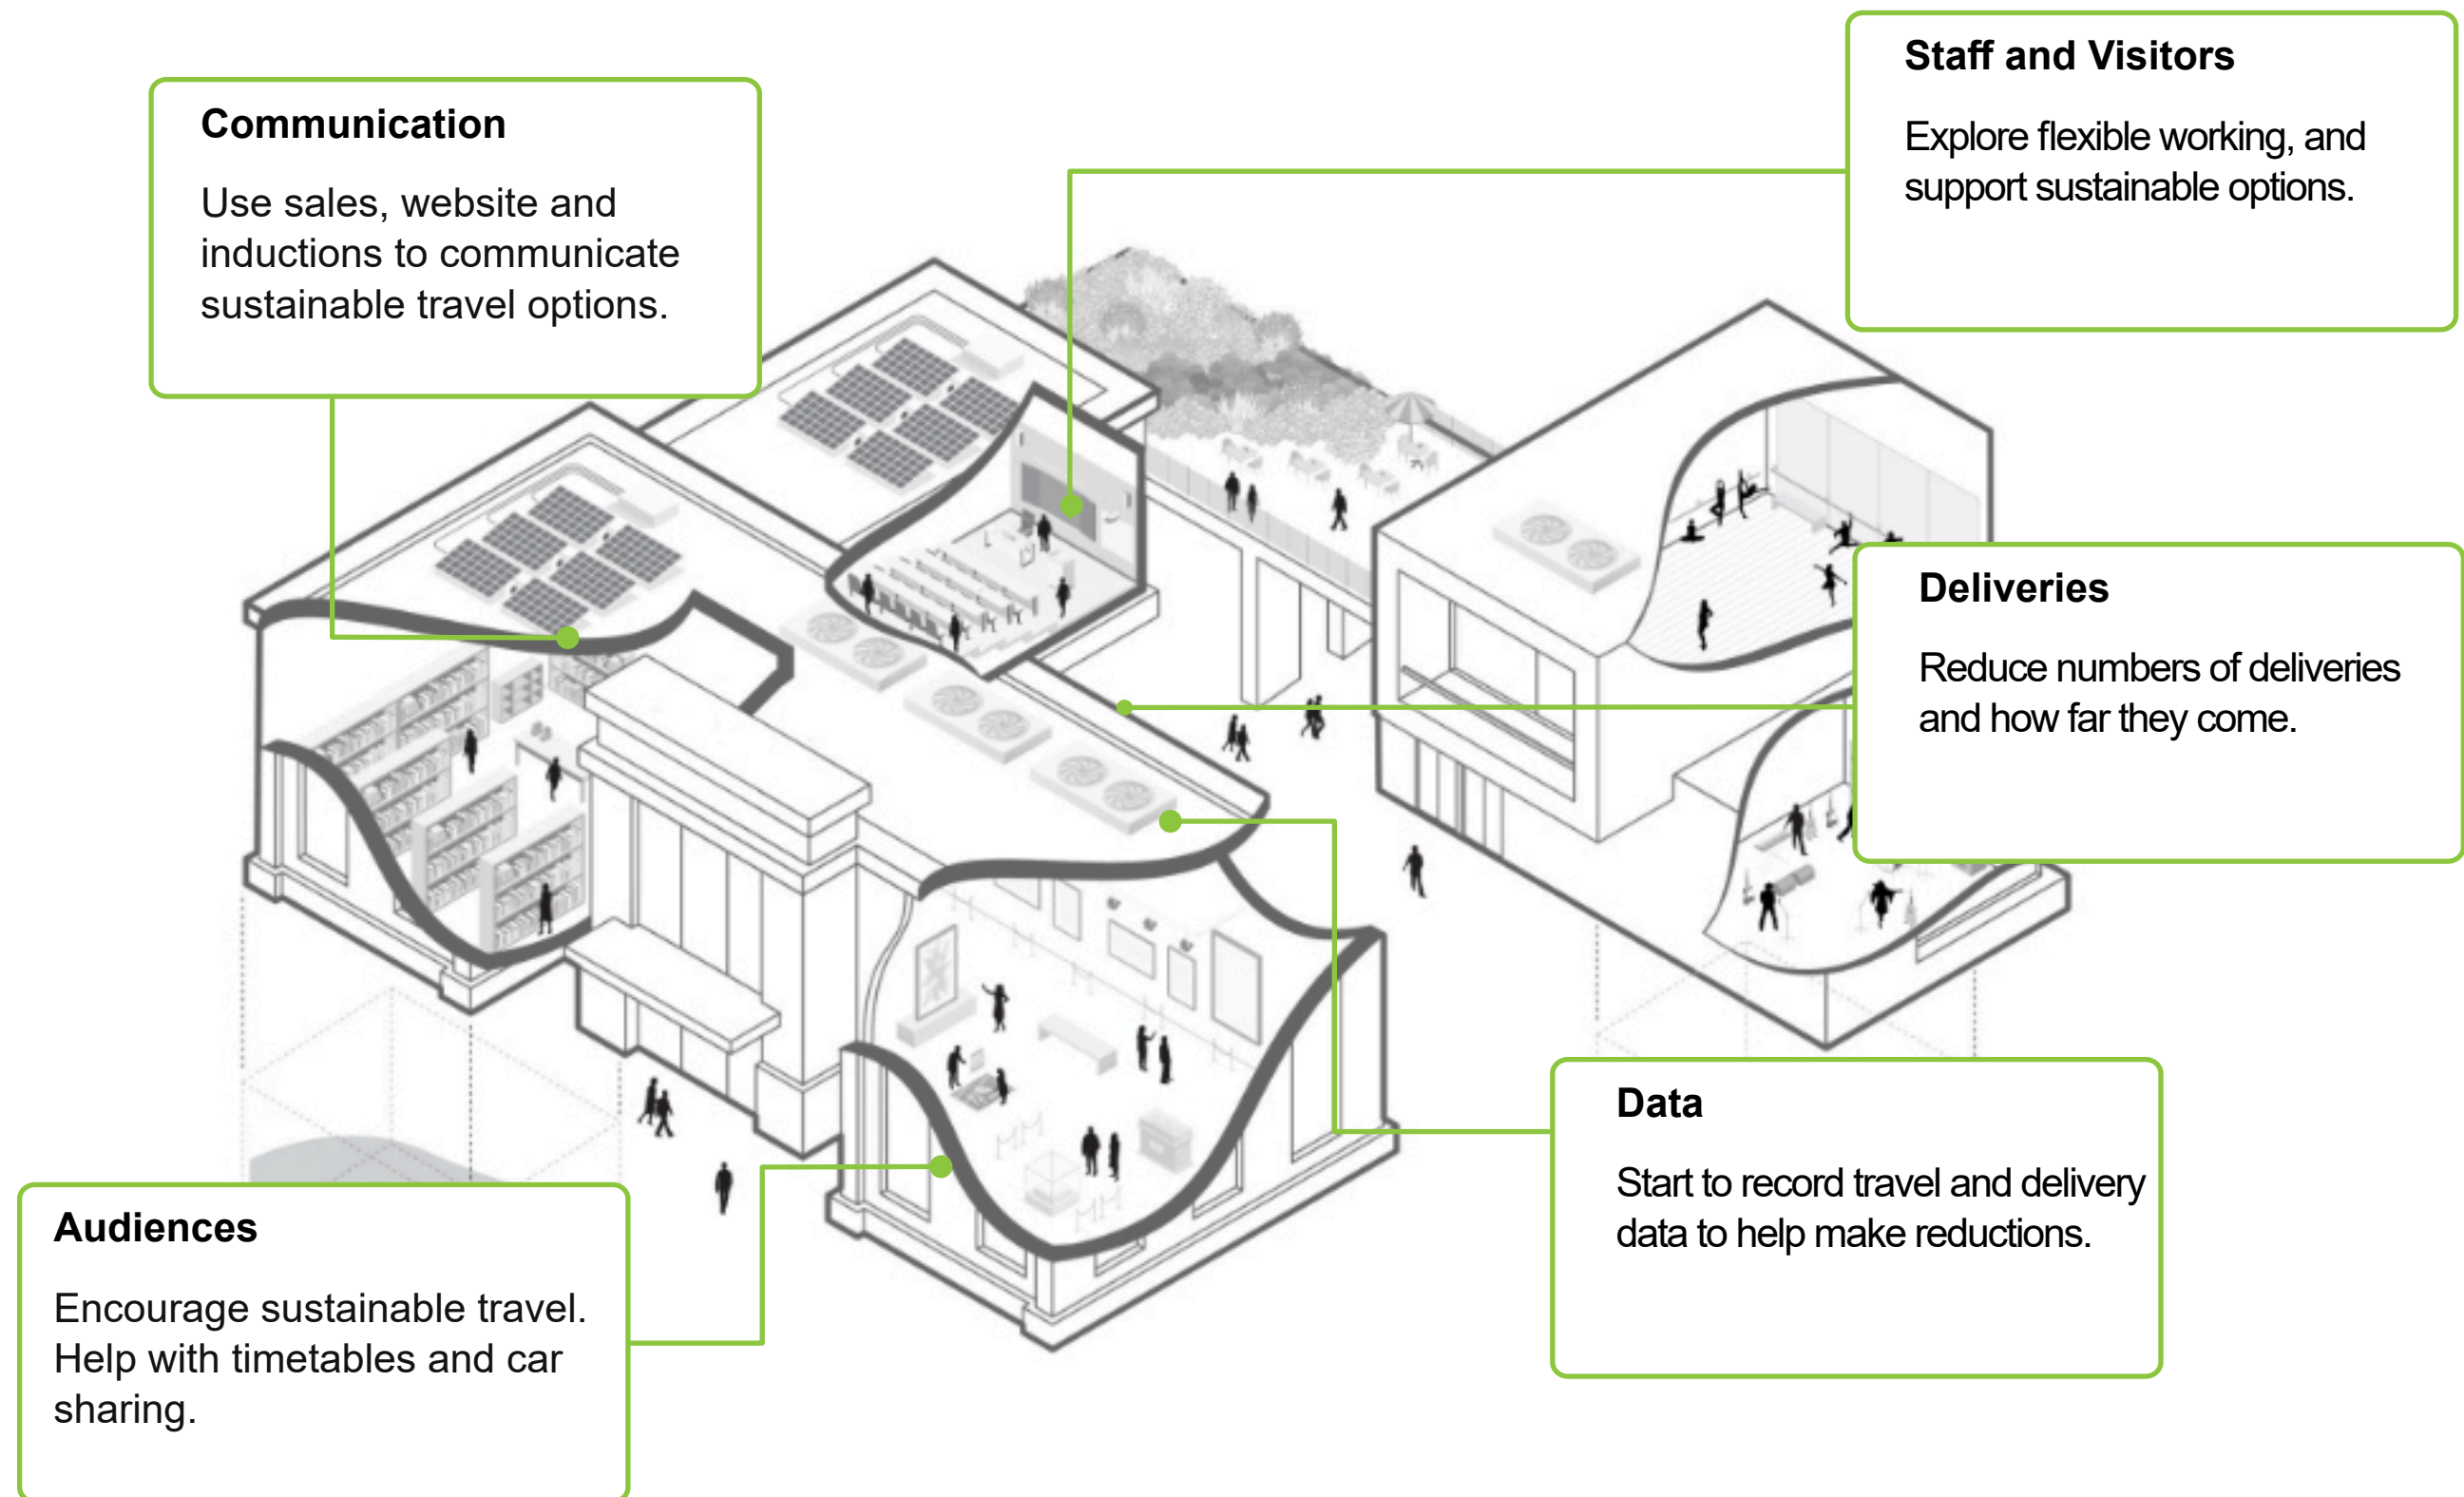 Communication
Use sales, website and
inductions to communicate
sustainable travel options.
Staff and Visitors
Explore flexible working, and
support sustainable options.
Deliveries
Reduce numbers of deliveries
and how far they come.
Data
Start to record travel and delivery
data to help make reductions.
Audiences
Encourage sustainable travel.
Help with timetables and car
sharing.